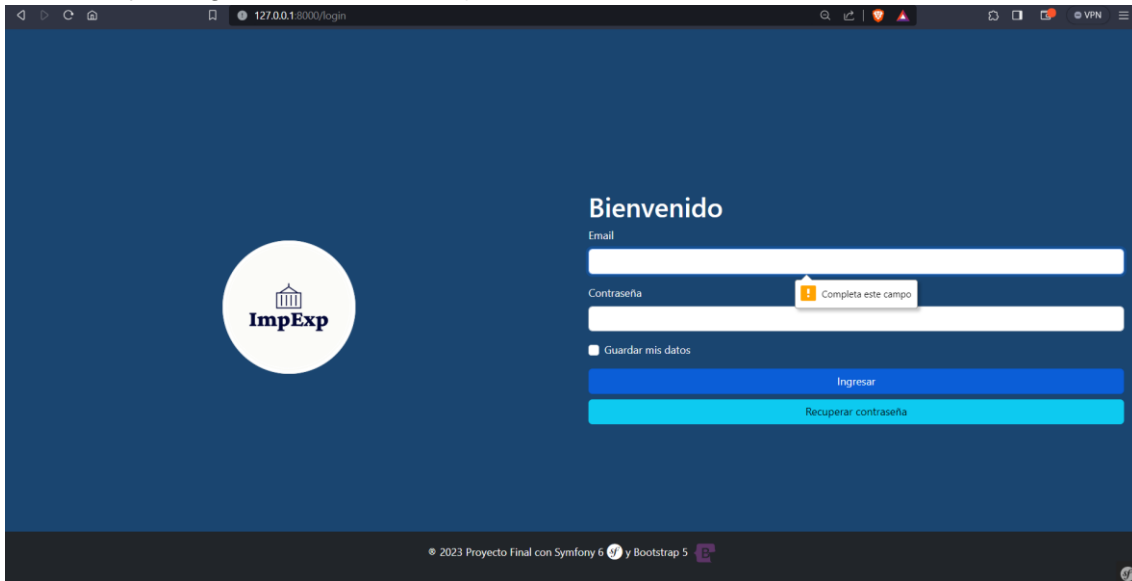 127.0.0.1:8000/login
VPN
Bienvenido
Email
Completa este campo
Contraseña
ImpExp
Guardar mis datos
Ingresar
Recuperar contraseña
® 2023 Proyecto Final con Symfony 6 sf y Bootstrap 5 B